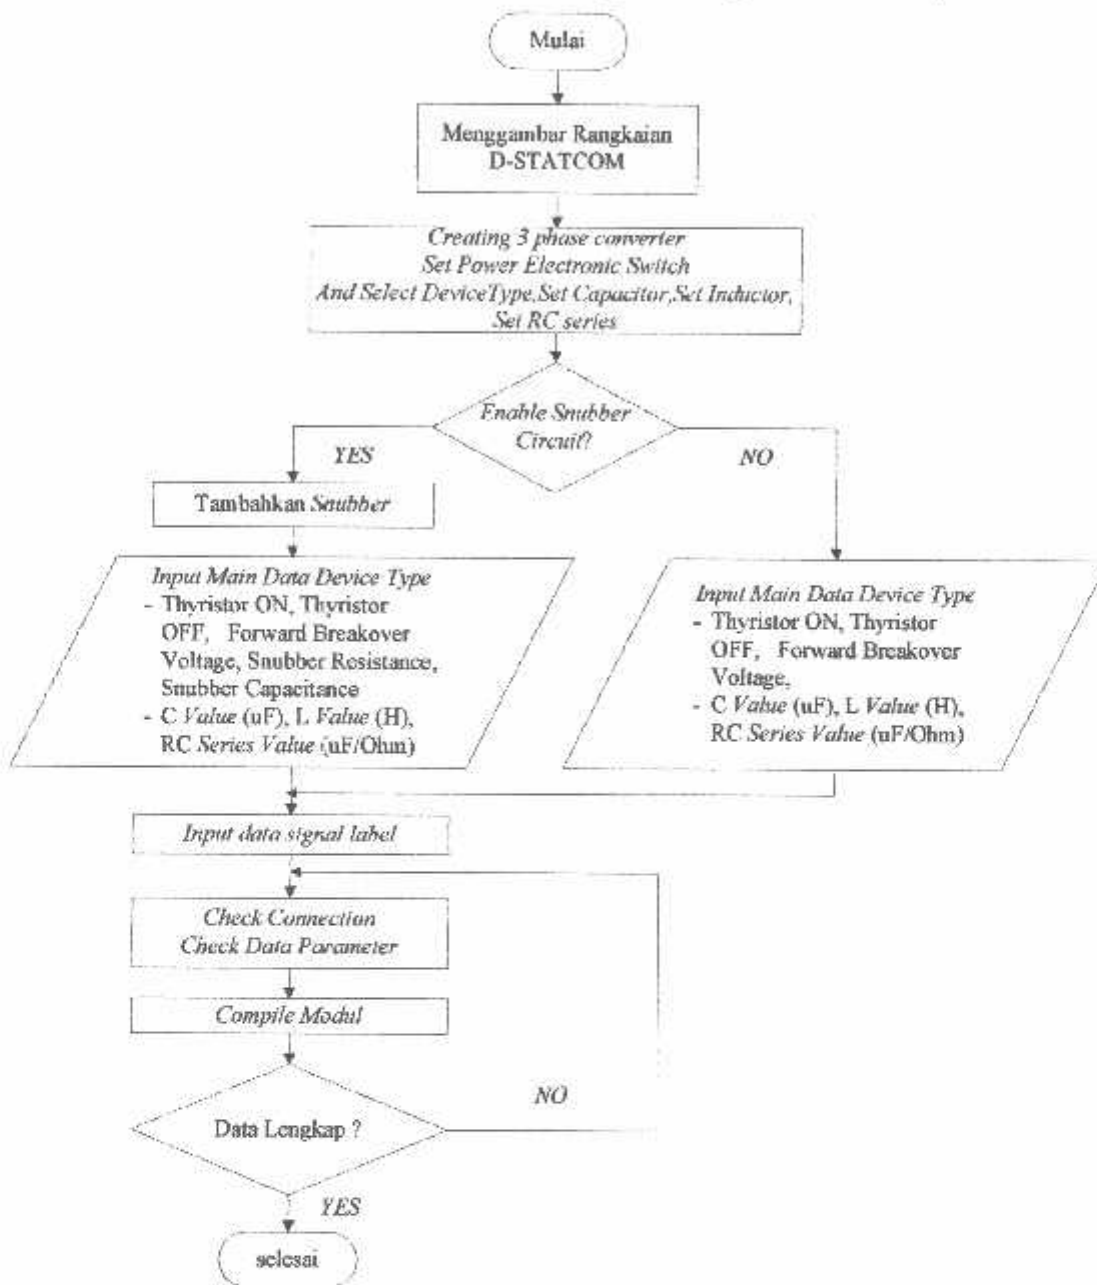 Mulai
Menggambar Rangkaian
D-STATCOM
Creating 3 phase converter
Set Power Electronic Switch
And Select DeviceType,Set Capacitor,Set Inductor,
Set RC series
Enable Snubber
Circuit?
YES
NO
Tambahkan Snubber
Input Main Data Device Type
- Thyristor ON, Thyristor
OFF, Forward Breakover
Voltage, Snubber Resistance,
Snubber Capacitance
- C Value (uF), L Value (H),
RC Series Value (uF/Ohm)
Input Main Data Device Type
- Thyristor ON, Thyristor
OFF, Forward Breakover
Voltage,
- C Value (uF), L Value (H),
RC Series Value (uF/Ohm)
Input data signal label
Check Connection
Check Data Parameter
Compile Modul
Data Lengkap ?
NO
YES
selesai